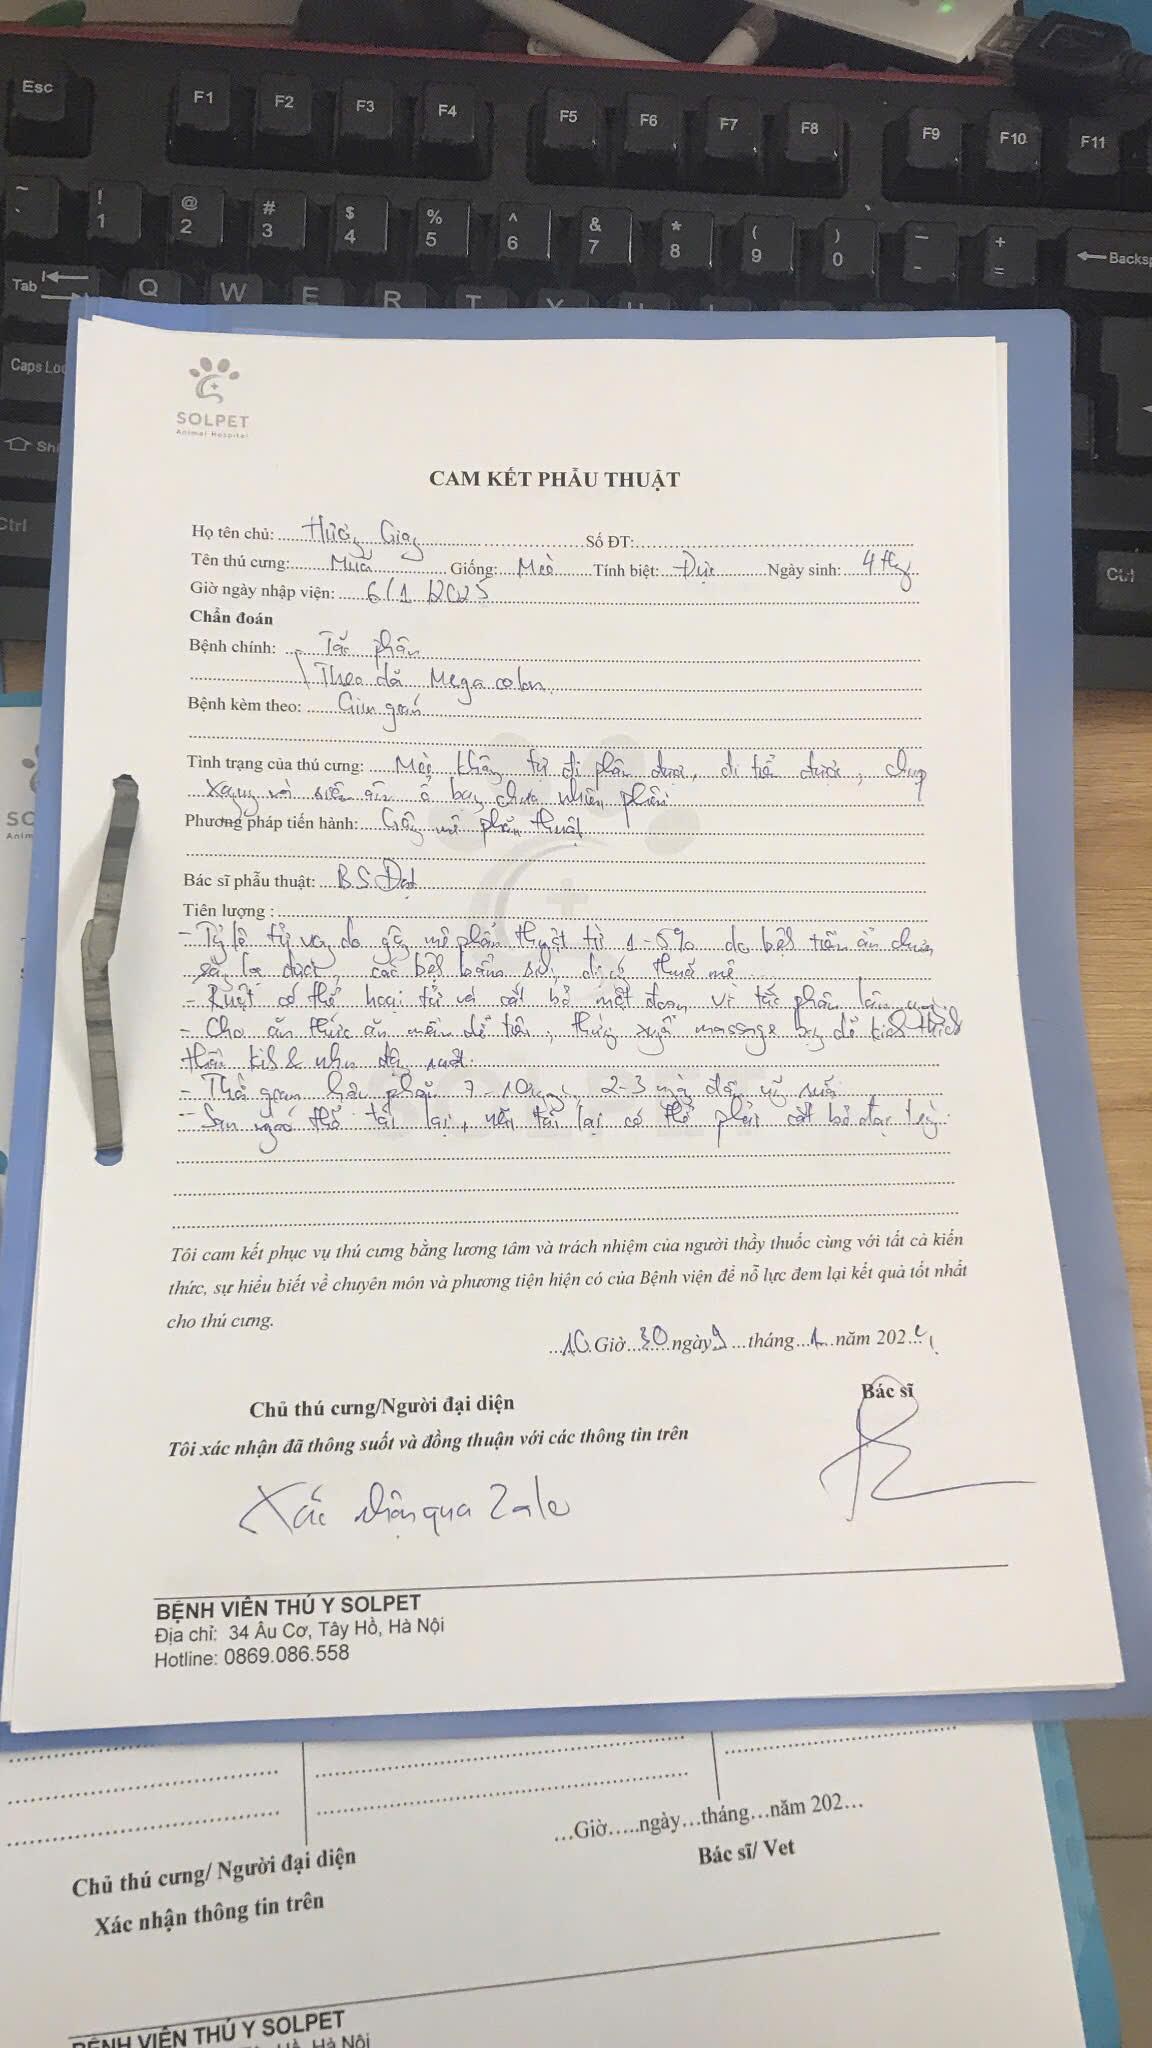 Esc F1 F2 F3 F4 F5 F6 F7 F8 F9 F10 F11
~ ` ! 1 @ 2 # 3 $ 4 % 5 ^ 6 & 7 * 8 ( 9 ) 0 _ - + = Backsp
Tab Q W E R T Y
Caps Loc
Shi
Ctrl
Ctrl
SOLPET
Animal Hospital
CAM KẾT PHẪU THUẬT
Họ tên chủ: Hương Giang Số ĐT:
Tên thú cưng: Muối Giống: Mèo Tính biệt: Đực Ngày sinh: 4 thg
Giờ ngày nhập viện: 6/1/2025
Chẩn đoán
Bệnh chính: - Tắc phân
Theo dõi Mega colon
Bệnh kèm theo: Giun
Tình trạng của thú cưng: Mèo không tự đi phân được, đi tiểu được, chụp
xquang và siêu âm ổ bụng chứa nhiều phân
Phương pháp tiến hành: Gây mê phẫu thuật
Bác sĩ phẫu thuật: B.S. Đạt
Tiên lượng :
- Tỷ lệ tử vong do gây mê phẫu thuật từ 1-5% do bệnh tiềm ẩn chưa
sàng lọc được, các bệnh bẩm sinh, dị ứng thuốc mê
- Ruột có thể hoại tử và cắt bỏ một đoạn vì tắc phân lâu ngày
- Cho ăn thức ăn mềm dễ tiêu, thường xuyên massage bụng để kích thích
thần kinh & nhu động ruột
- Thời gian hậu phẫu 7-10 ngày, 2-3 ngày đầu
- Sau có thể tái lại, nếu tái lại có thể phải cắt bỏ đại tràng
Tôi cam kết phục vụ thú cưng bằng lương tâm và trách nhiệm của người thầy thuốc cùng với tất cả kiến
thức, sự hiểu biết về chuyên môn và phương tiện hiện có của Bệnh viện để nỗ lực đem lại kết quả tốt nhất
cho thú cưng.
10 Giờ 30 ngày 9 tháng 1 năm 202
Chủ thú cưng/Người đại diện Bác sĩ
Tôi xác nhận đã thông suốt và đồng thuận với các thông tin trên
Xác nhận qua Zalo
BỆNH VIÊN THÚ Y SOLPET
Địa chỉ: 34 Âu Cơ, Tây Hồ, Hà Nội
Hotline: 0869.086.558
...Giờ.....ngày...tháng...năm 202...
Chủ thú cưng/ Người đại diện Bác sĩ/ Vet
Xác nhận thông tin trên
BỆNH VIÊN THÚ Y SOLPET
Hà Nội